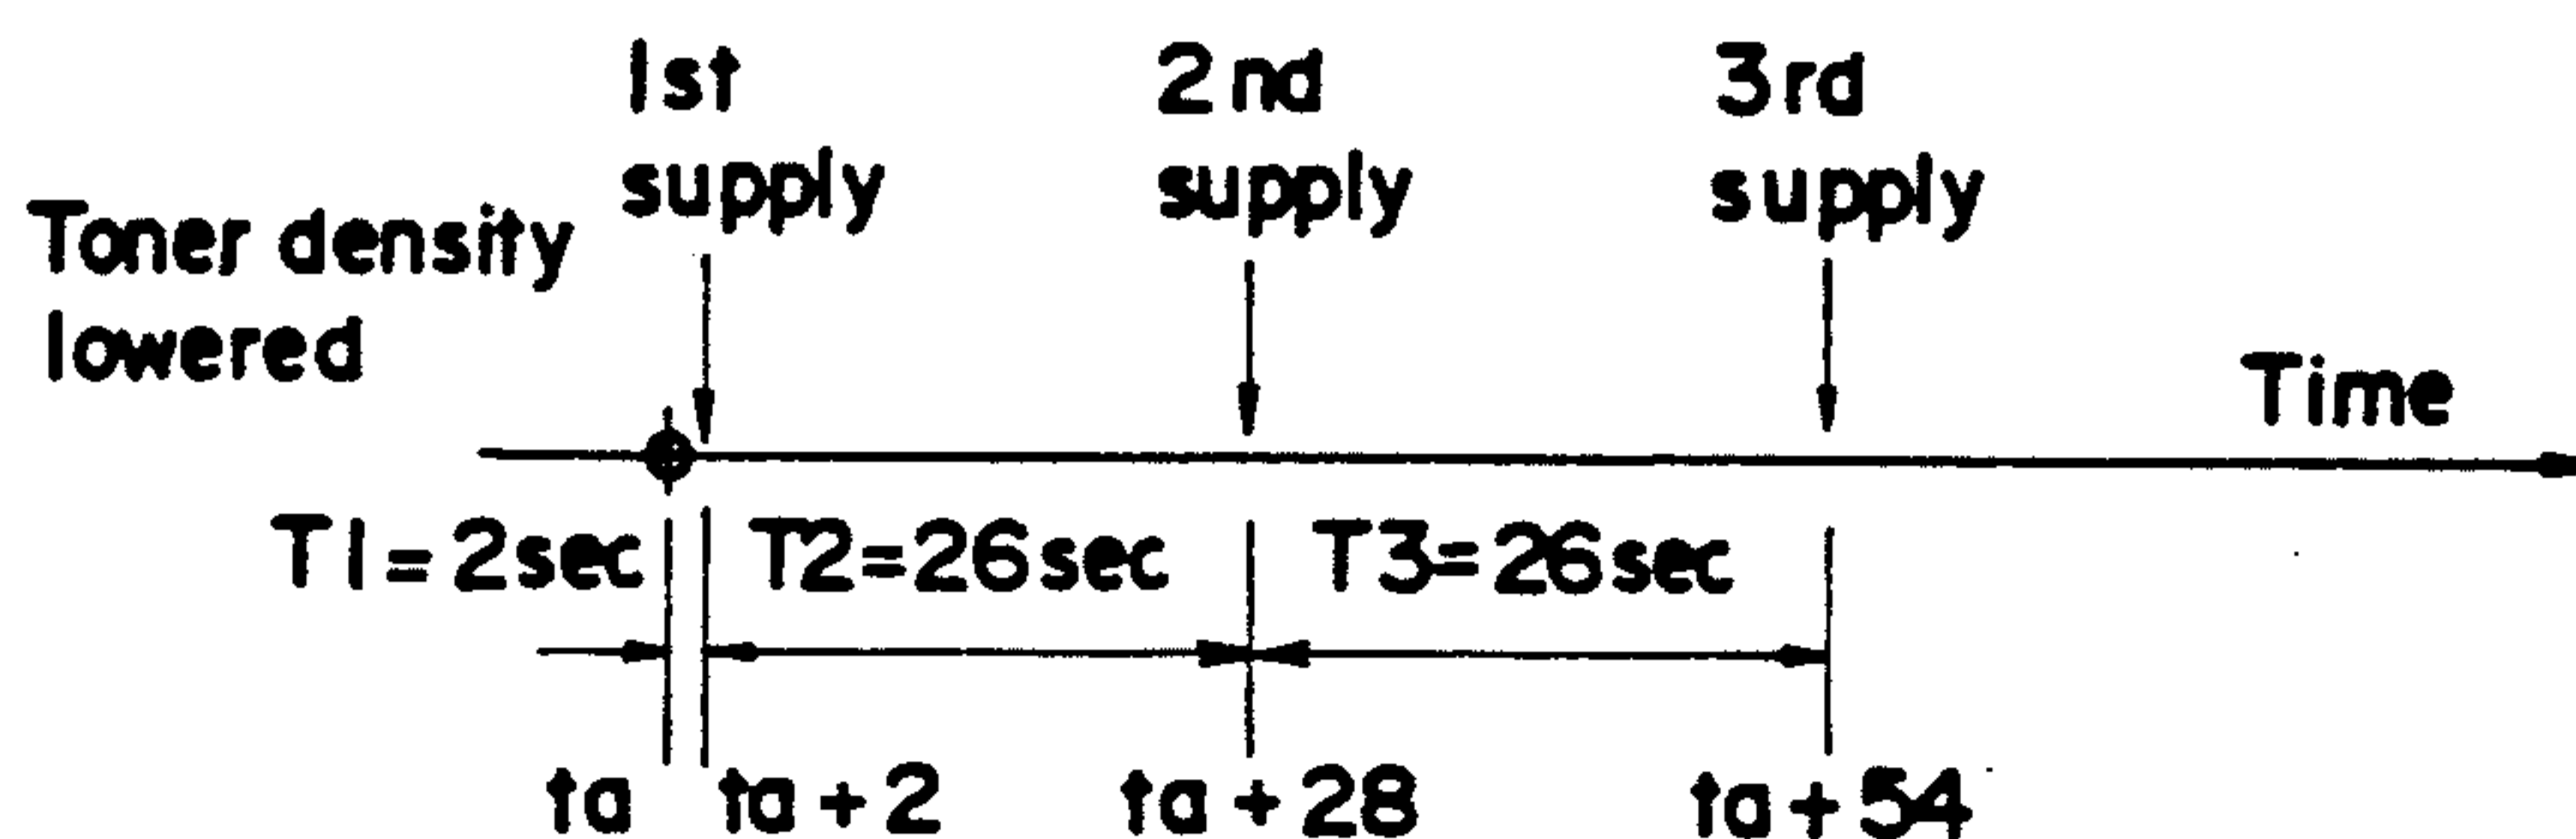 1st
supply
2nd
supply
3rd
supply
Toner density
lowered
Time
T1=2sec
T2=26sec
T3=26sec
ta
ta+2
ta+28
ta+54